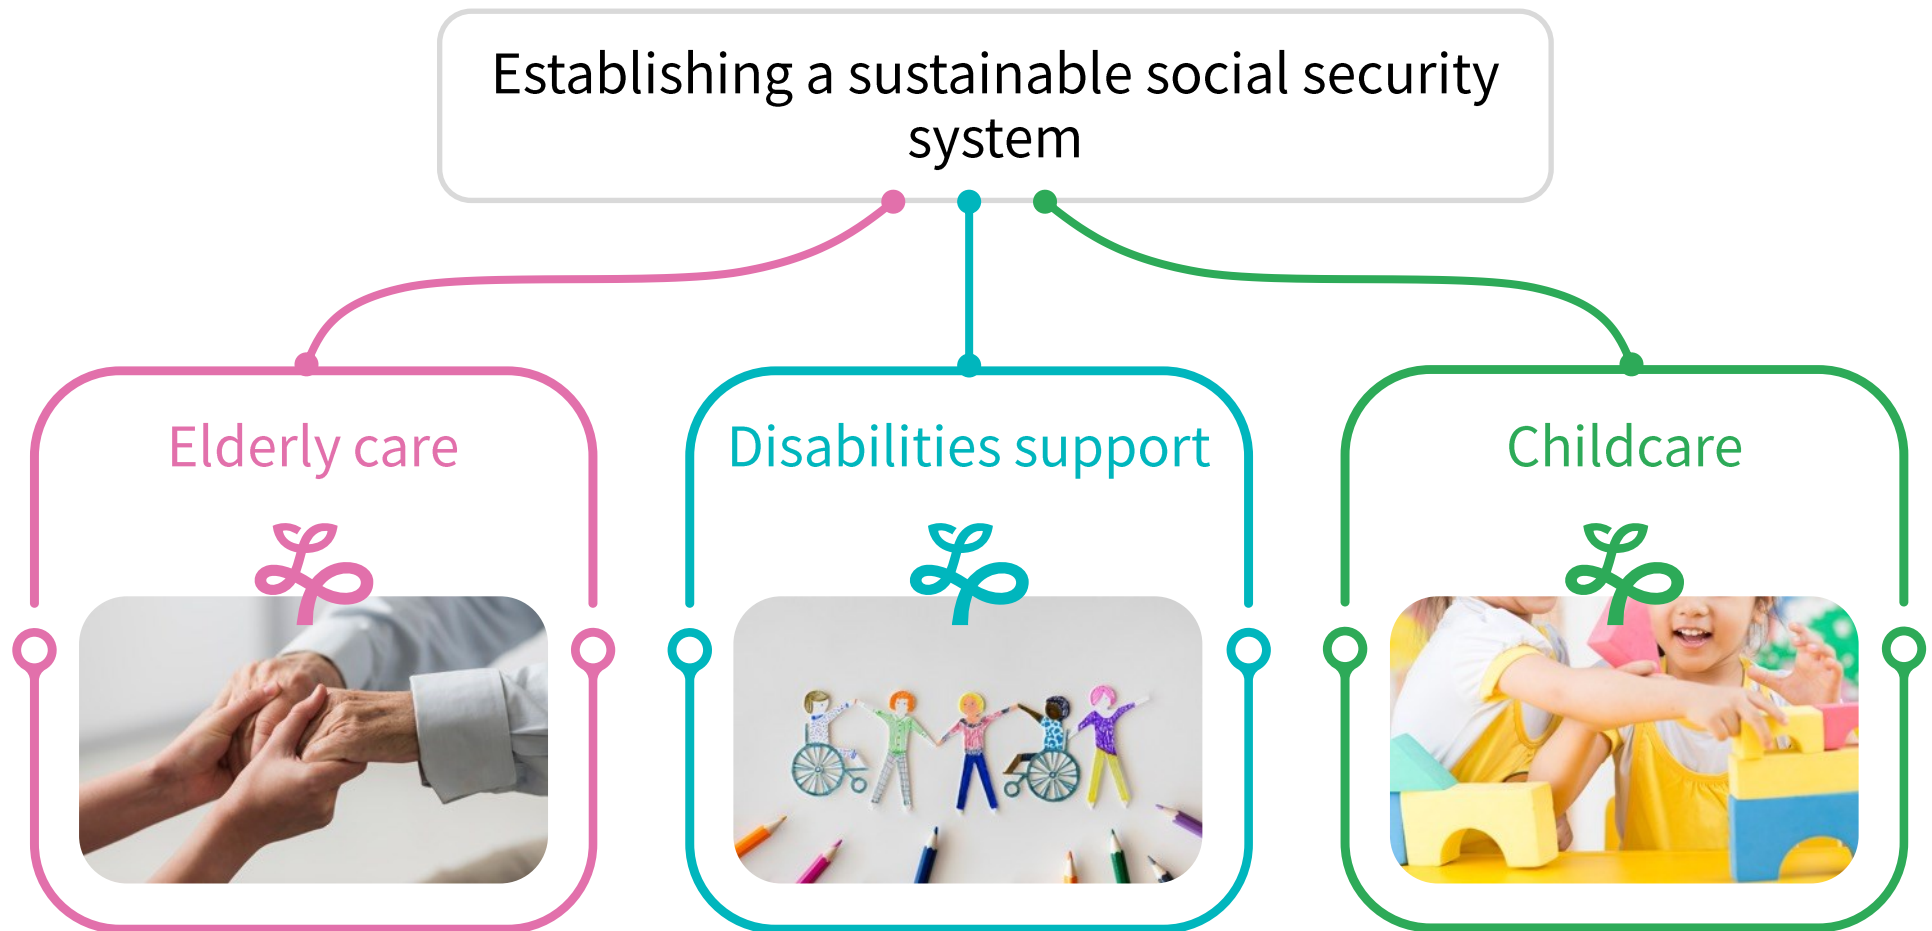 Establishing a sustainable social security
system
Elderly care
Disabilities support
Childcare